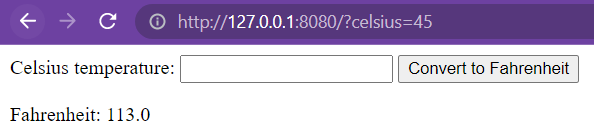 http://127.0.0.1:8080/?celsius=45
Celsius temperature: Convert to Fahrenheit
Fahrenheit: 113.0